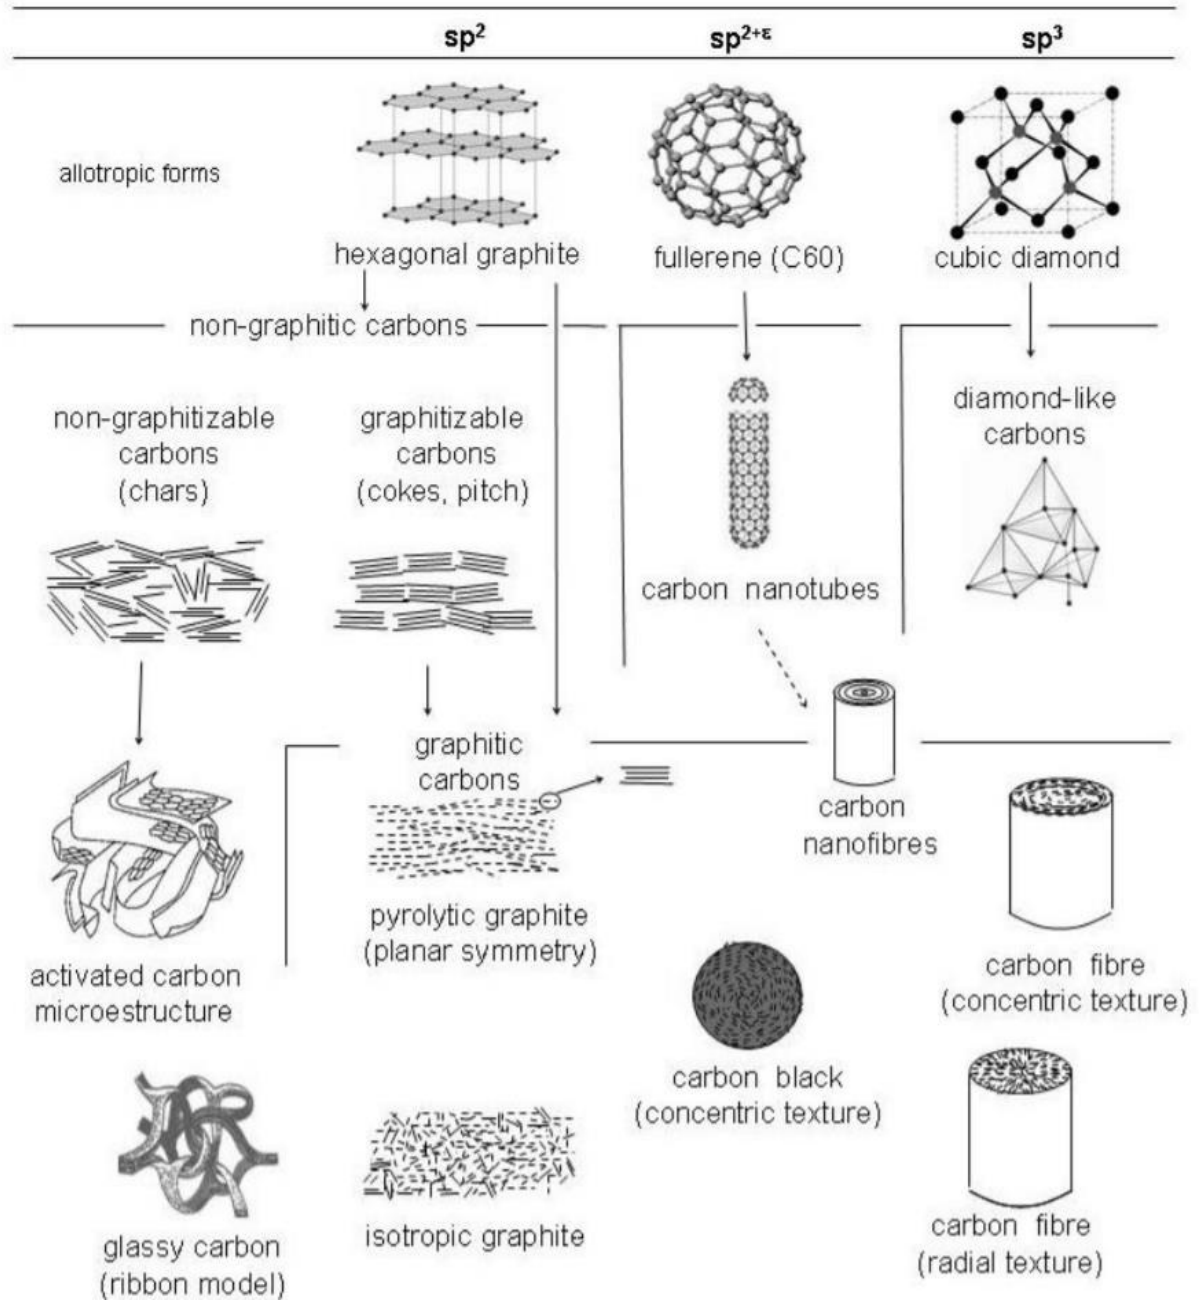 sp²
sp²⁺ᵋ
sp³
allotropic forms
hexagonal graphite
fullerene (C60)
cubic diamond
non-graphitic carbons
non-graphitizable
carbons
(chars)
graphitizable
carbons
(cokes, pitch)
carbon nanotubes
diamond-like
carbons
graphitic
carbons
pyrolytic graphite
(planar symmetry)
carbon
nanofibres
activated carbon
microestructure
carbon fibre
(concentric texture)
carbon black
(concentric texture)
glassy carbon
(ribbon model)
isotropic graphite
carbon fibre
(radial texture)